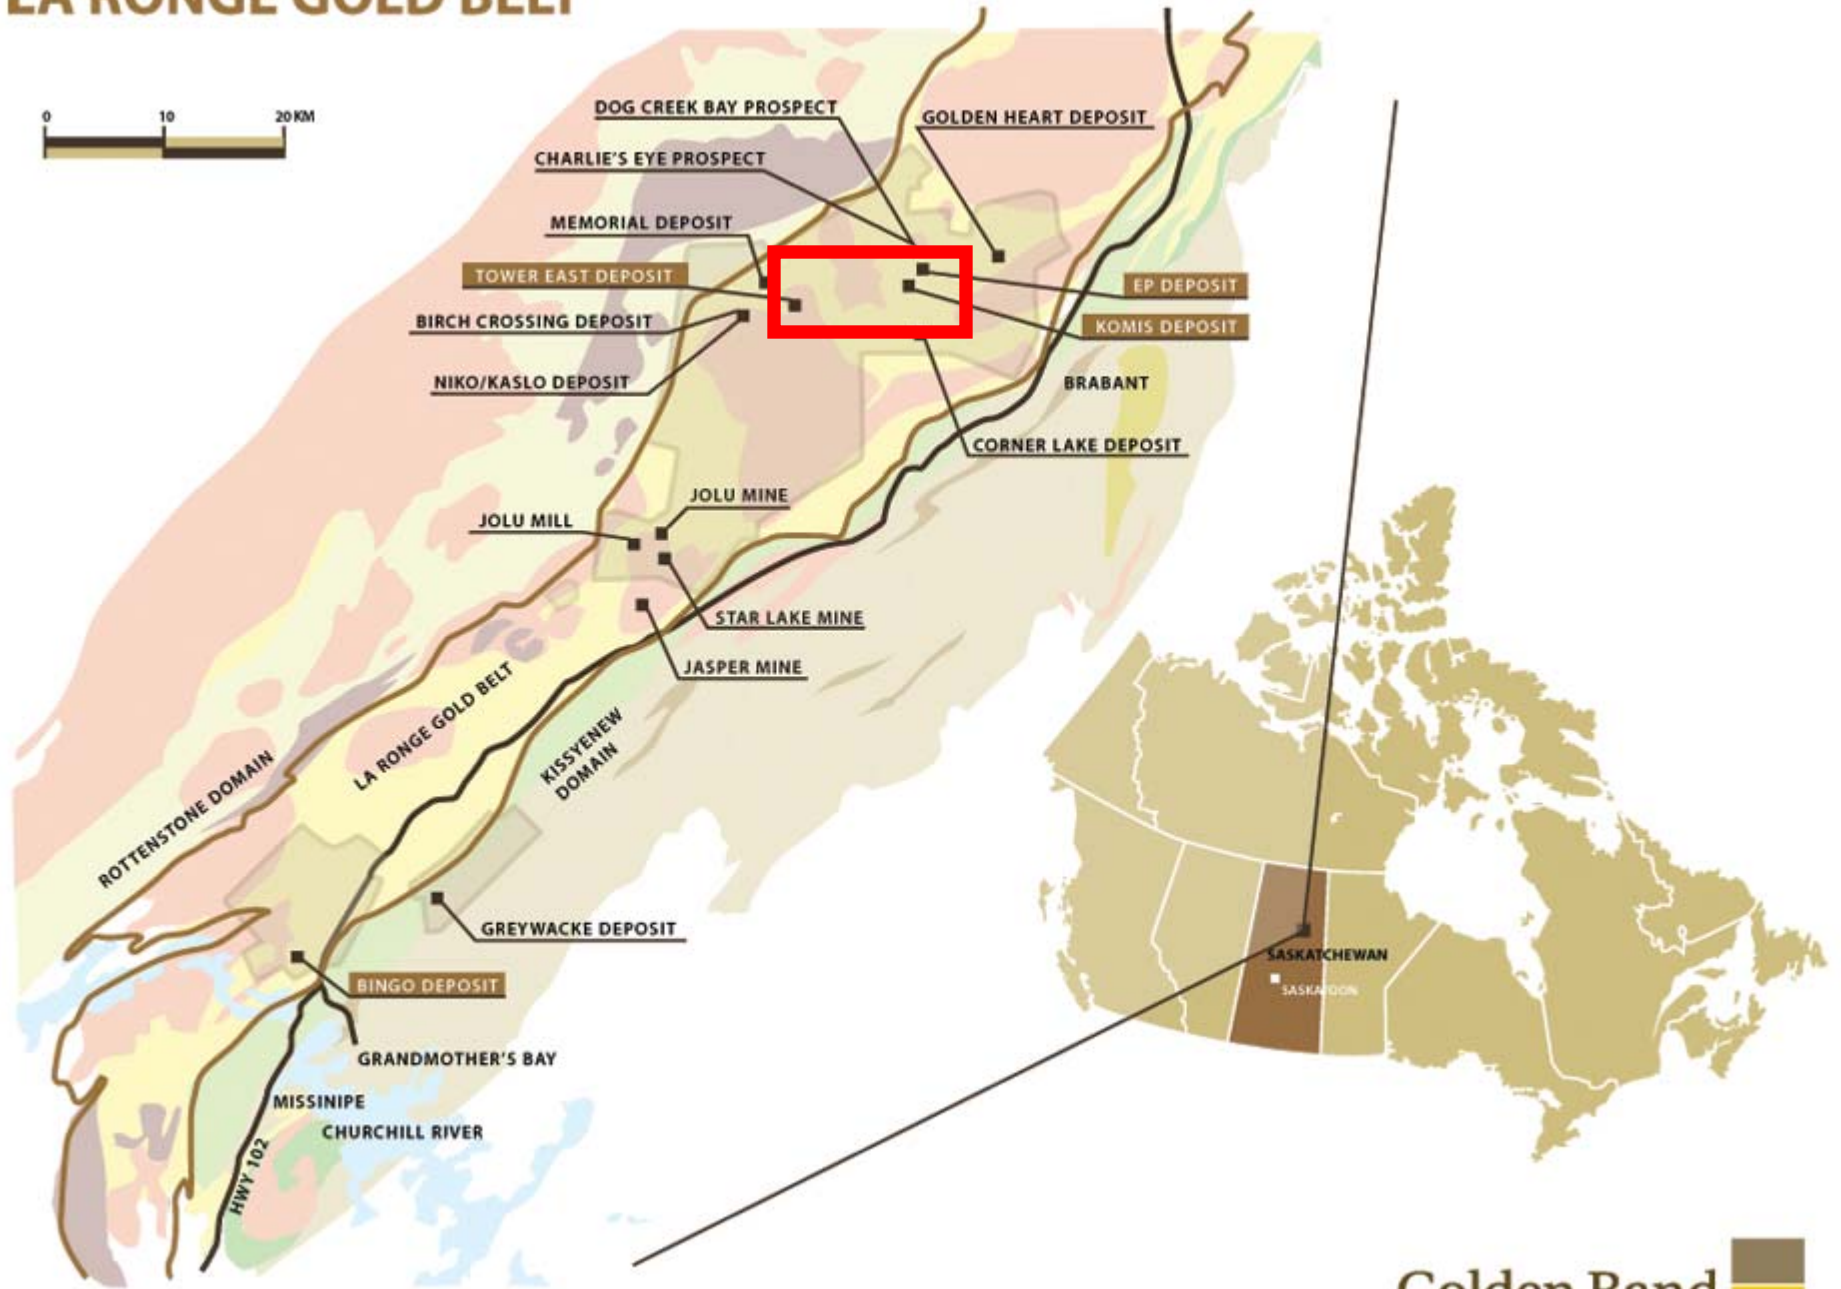 LA RONGE GOLD BELT
0 10 20 KM
DOG CREEK BAY PROSPECT
GOLDEN HEART DEPOSIT
CHARLIE'S EYE PROSPECT
MEMORIAL DEPOSIT
TOWER EAST DEPOSIT
EP DEPOSIT
BIRCH CROSSING DEPOSIT
KOMIS DEPOSIT
NIKO/KASLO DEPOSIT
BRABANT
CORNER LAKE DEPOSIT
JOLU MINE
JOLU MILL
STAR LAKE MINE
JASPER MINE
LA RONGE GOLD BELT
KISSYENEW
DOMAIN
ROTTENSTONE DOMAIN
GREYWACKE DEPOSIT
BINGO DEPOSIT
GRANDMOTHER'S BAY
MISSINIPE
CHURCHILL RIVER
HWY 102
SASKATCHEWAN
SASKATOON
Golden Band